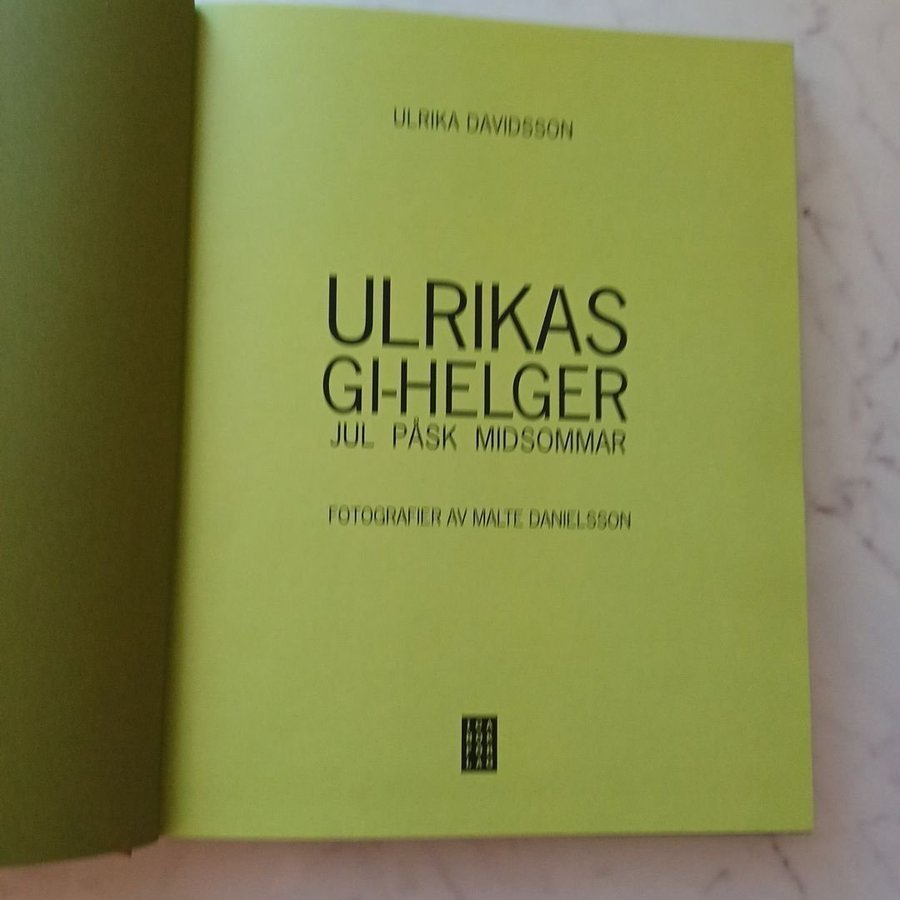 ULRIKA DAVIDSSON
ULRIKAS
GI-HELGER
JUL PÅSK MIDSOMMAR
FOTOGRAFIER AV MALTE DANIELSSON